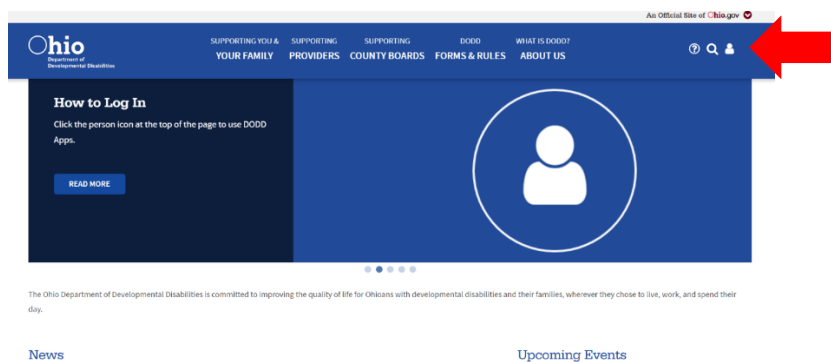 An Official Site of Ohio.gov
Ohio
Department of
Developmental Disabilities
SUPPORTING YOU &
YOUR FAMILY
SUPPORTING
PROVIDERS
SUPPORTING
COUNTY BOARDS
DODD
FORMS & RULES
WHAT IS DODD?
ABOUT US
How to Log In
Click the person icon at the top of the page to use DODD
Apps.
READ MORE
The Ohio Department of Developmental Disabilities is committed to improving the quality of life for Ohioans with developmental disabilities and their families, wherever they chose to live, work, and spend their
day.
News
Upcoming Events